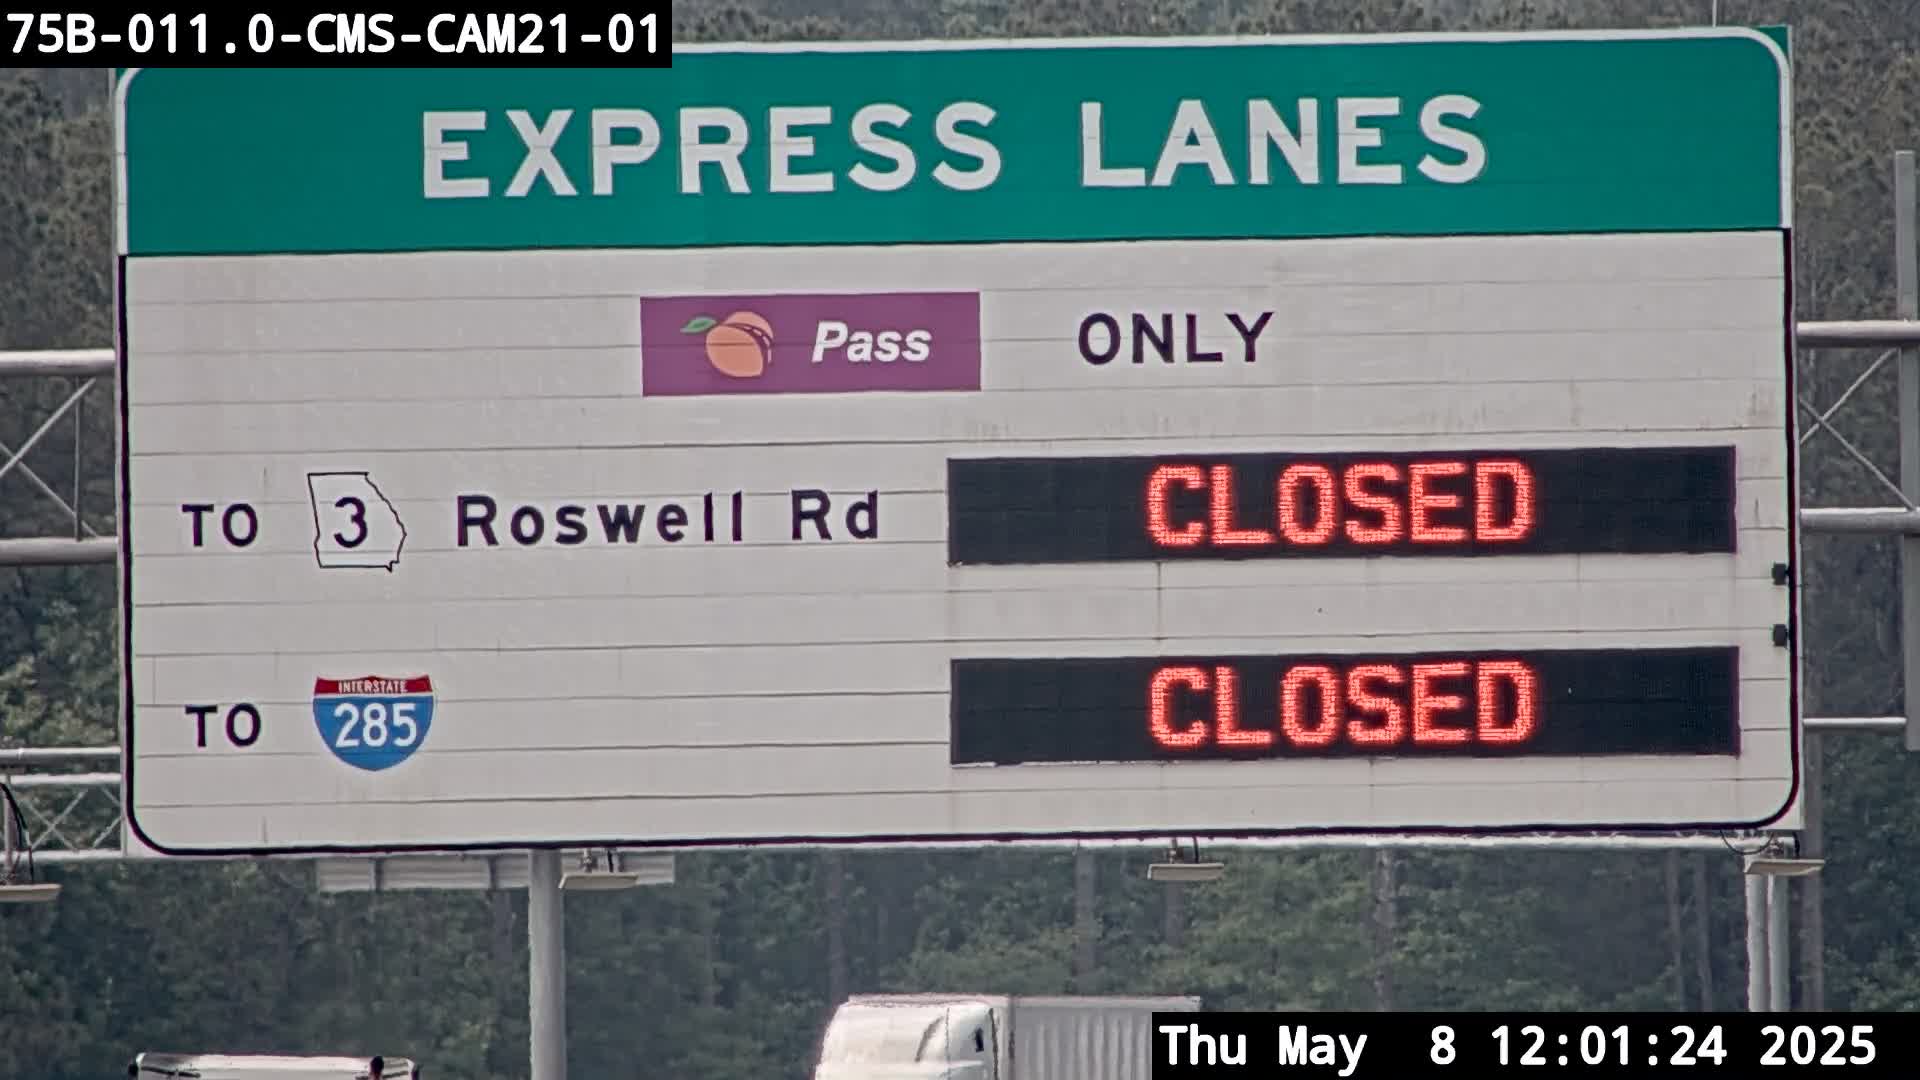 75B-011.0-CMS-CAM21-01
EXPRESS LANES
Pass ONLY
TO 3 Roswell Rd CLOSED
INTERSTATE
TO 285 CLOSED
Thu May 8 12:01:24 2025